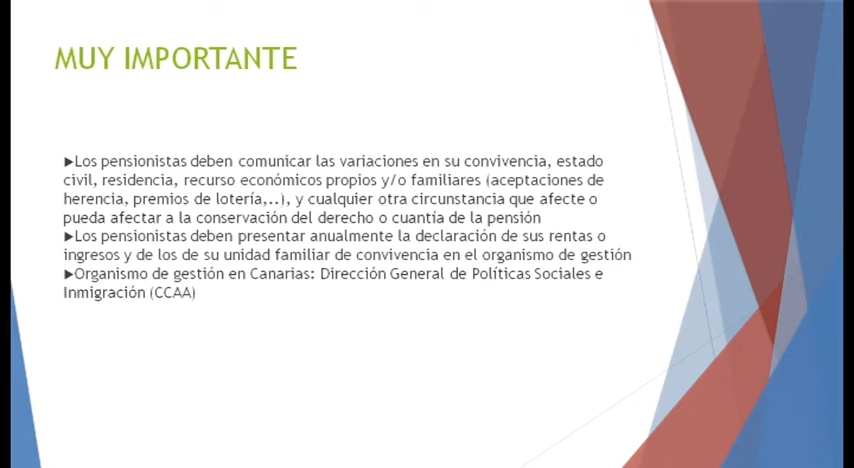 MUY IMPORTANTE
▶Los pensionistas deben comunicar las variaciones en su convivencia, estado
civil, residencia, recurso económicos propios y/o familiares (aceptaciones de
herencia, premios de lotería,..), y cualquier otra circunstancia que afecte o
pueda afectar a la conservación del derecho o cuantía de la pensión
▶Los pensionistas deben presentar anualmente la declaración de sus rentas o
ingresos y de los de su unidad familiar de convivencia en el organismo de gestión
▶Organismo de gestión en Canarias: Dirección General de Políticas Sociales e
Inmigración (CCAA)